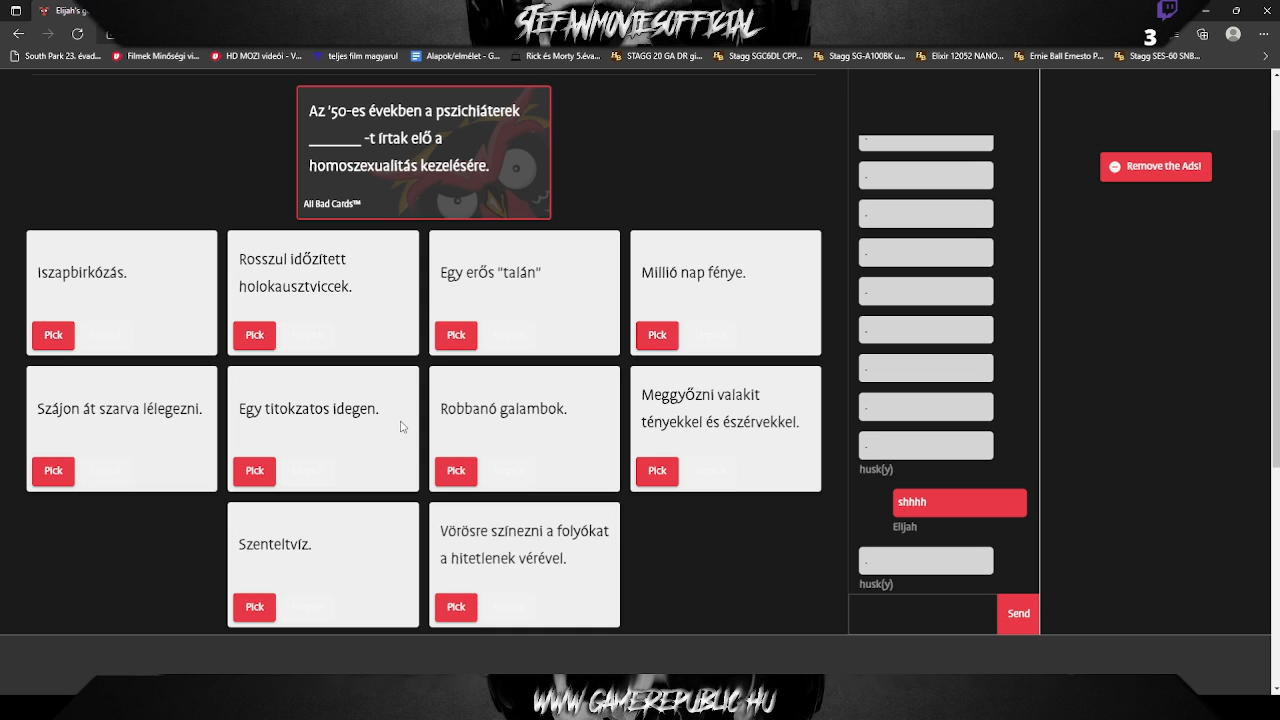 Elijah's g
STEFANMOVIESOFFICIAL
3
South Park 23. évad...
Filmek Minőségi vi...
HD MOZI videói - V...
teljes film magyarul
Alapok/elmélet - G...
Rick és Morty 5.éva...
STAGG 20 GA DR gi...
Stagg SGC6DL CPP...
Stagg SG-A100BK u...
Elixir 12052 NANO...
Ernie Ball Ernesto P...
Stagg SES-60 SNB...
Az '50-es években a pszichiáterek
_______ -t írtak elő a
homoszexualitás kezelésére.
All Bad Cards™
Iszapbirkózás.
Pick
Rosszul időzített
holokausztviccek.
Pick
Egy erős "talán"
Pick
Millió nap fénye.
Pick
Szájon át szarva lélegezni.
Pick
Egy titokzatos idegen.
Pick
Robbanó galambok.
Pick
Meggyőzni valakit
tényekkel és észérvekkel.
Pick
Szenteltvíz.
Pick
Vörösre színezni a folyókat
a hitetlenek vérével.
Pick
.
.
.
.
.
.
.
.
.
husk(y)
shhhh
Elijah
.
husk(y)
Send
Remove the Ads!
WWW GAMEREPUBLIC.HU